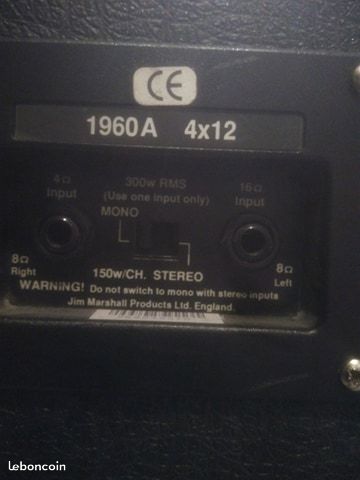 CE
1960A 4x12
4Ω Input
300w RMS
(Use one input only)
16Ω Input
MONO
8Ω Right
150w/CH. STEREO
8Ω Left
WARNING! Do not switch to mono with stereo inputs
Jim Marshall Products Ltd. England.
leboncoin